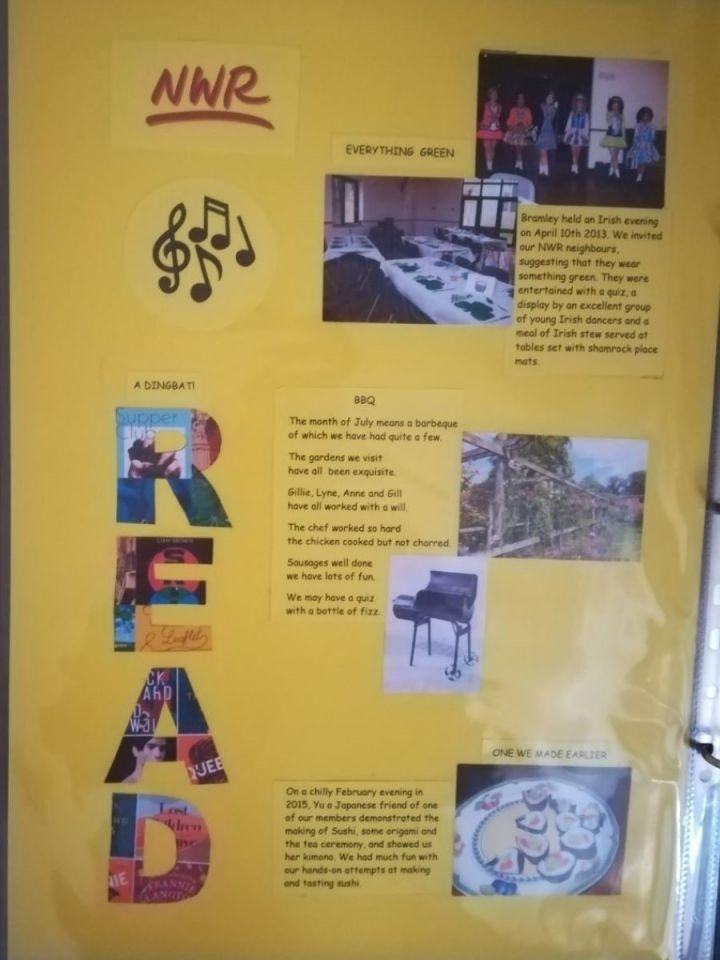 NWR
EVERYTHING GREEN
Bramley held an Irish evening
on April 10th 2013. We invited
our NWR neighbours,
suggesting that they wear
something green. They were
entertained with a quiz, a
display by an excellent group
of young Irish dancers and a
meal of Irish stew served at
tables set with shamrock place
mats.
A DINGBAT!
READ
Supper
Club
Leaflet
BBQ
The month of July means a barbeque
of which we have had quite a few.
The gardens we visit
have all been exquisite.
Gillie, Lyne, Anne and Gill
have all worked with a will.
The chef worked so hard
the chicken cooked but not charred.
Sausages well done
we have lots of fun.
We may have a quiz
with a bottle of fizz.
ONE WE MADE EARLIER
On a chilly February evening in
2015, Yu a Japanese friend of one
of our members demonstrated the
making of Sushi, some origami and
the tea ceremony, and showed us
her kimono. We had much fun with
our hands-on attempts at making
and tasting sushi.